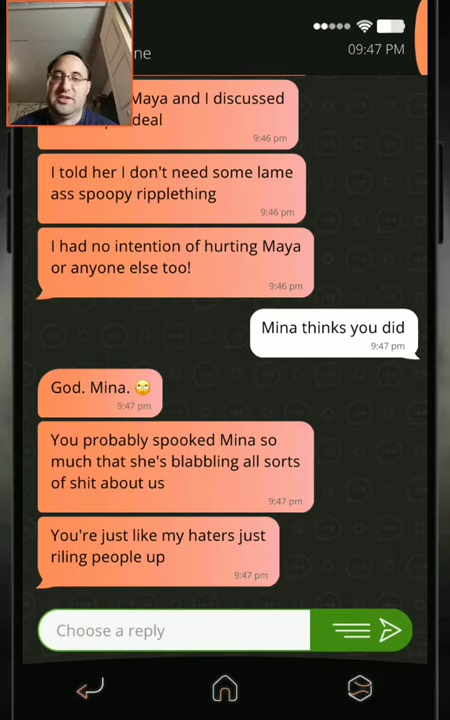 09:47 PM
ne
Maya and I discussed
deal
9:46 pm
I told her I don't need some lame
ass spoopy ripplething
9:46 pm
I had no intention of hurting Maya
or anyone else too!
9:46 pm
Mina thinks you did
9:47 pm
God. Mina. 🙄
9:47 pm
You probably spooked Mina so
much that she's blabbling all sorts
of shit about us
9:47 pm
You're just like my haters just
riling people up
9:47 pm
Choose a reply